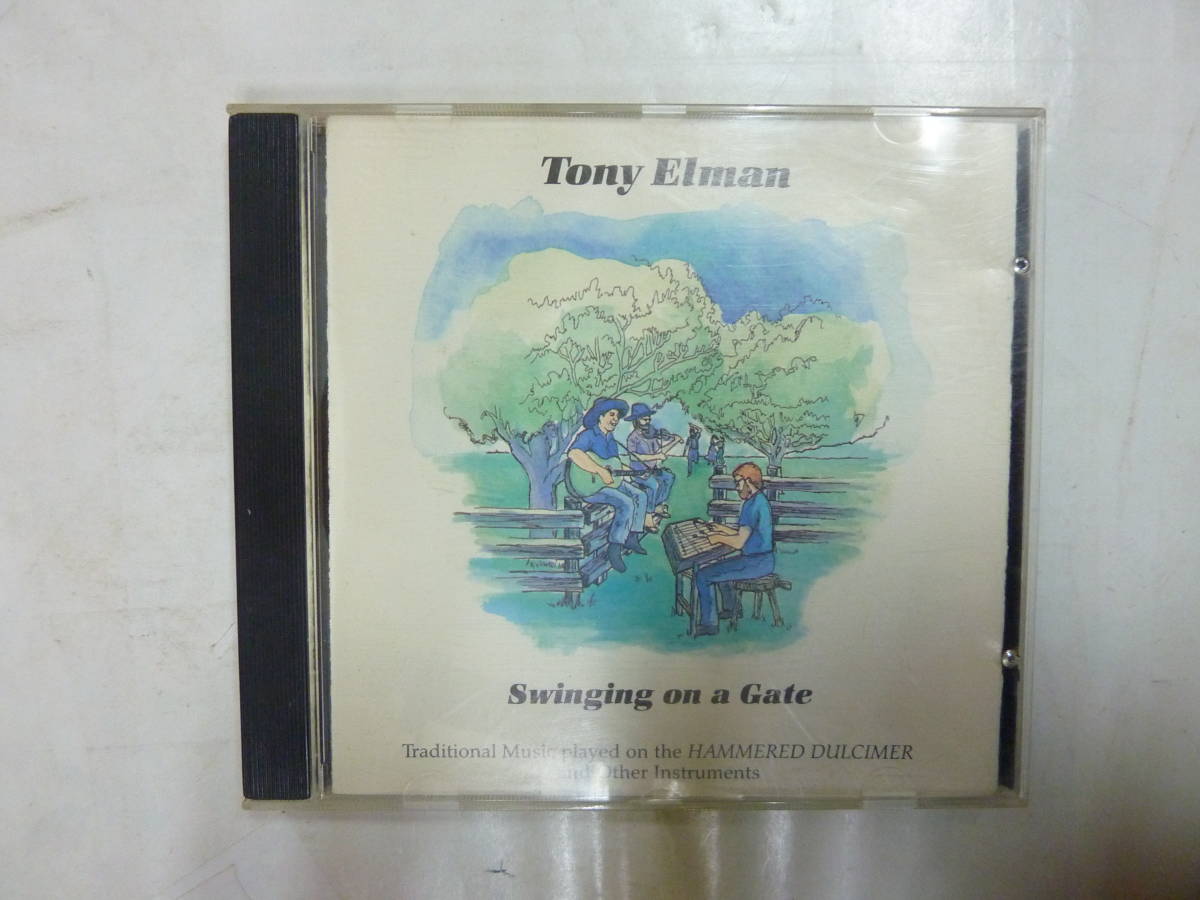 Tony Elman
Swinging on a Gate
Traditional Music played on the HAMMERED DULCIMER
and Other Instruments